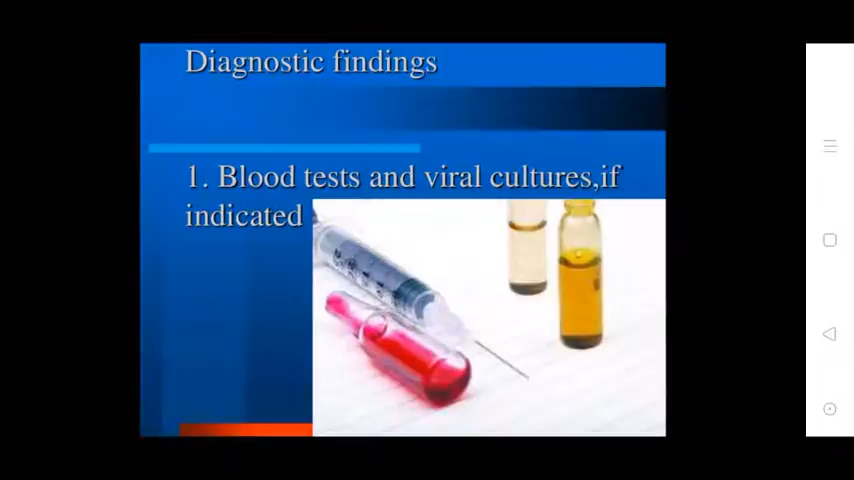 Diagnostic findings
1. Blood tests and viral cultures,if
indicated